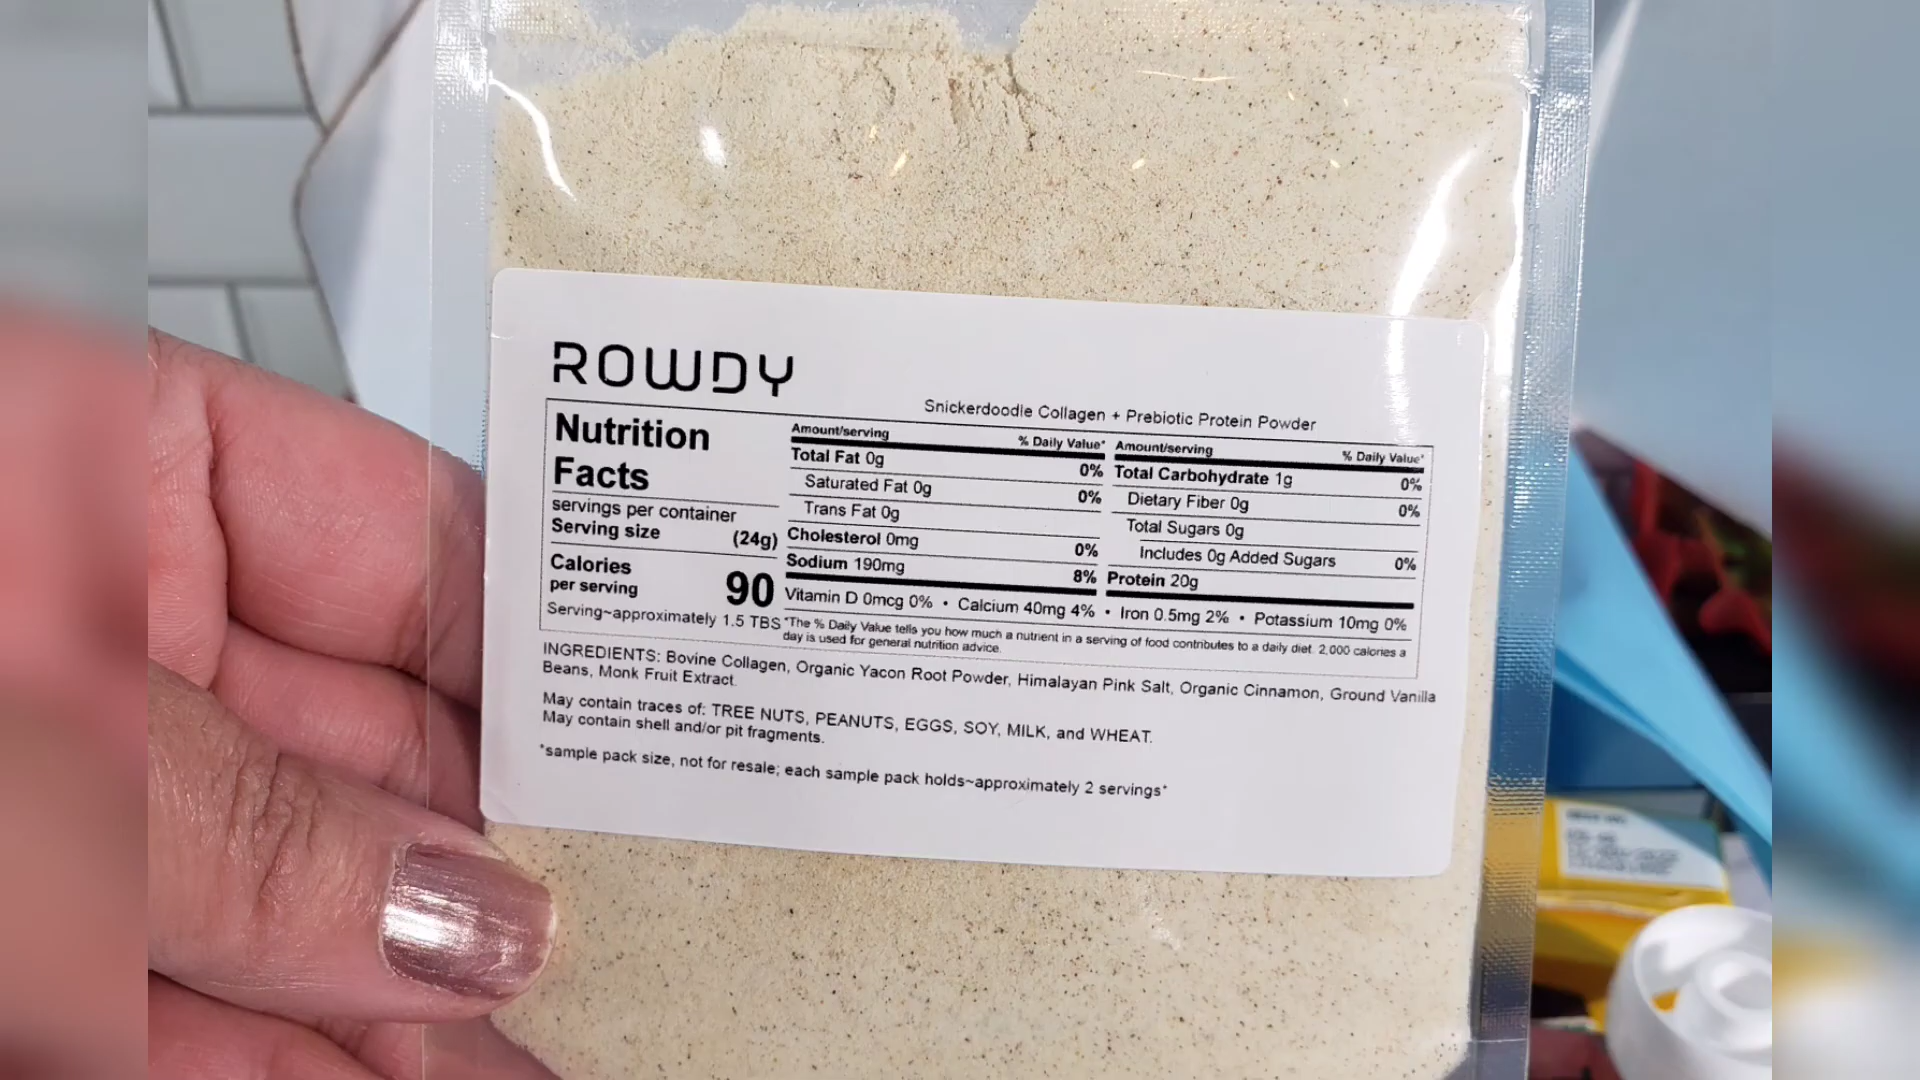 ROWDY
Snickerdoodle Collagen + Prebiotic Protein Powder
Nutrition
Facts
servings per container
Serving size (24g)
Calories
per serving 90
Serving~approximately 1.5 TBS
Amount/serving % Daily Value*
Total Fat 0g 0%
Saturated Fat 0g 0%
Trans Fat 0g
Cholesterol 0mg 0%
Sodium 190mg 8%
Amount/serving % Daily Value*
Total Carbohydrate 1g 0%
Dietary Fiber 0g 0%
Total Sugars 0g
Includes 0g Added Sugars 0%
Protein 20g
Vitamin D 0mcg 0% • Calcium 40mg 4% • Iron 0.5mg 2% • Potassium 10mg 0%
*The % Daily Value tells you how much a nutrient in a serving of food contributes to a daily diet. 2,000 calories a
day is used for general nutrition advice.
INGREDIENTS: Bovine Collagen, Organic Yacon Root Powder, Himalayan Pink Salt, Organic Cinnamon, Ground Vanilla
Beans, Monk Fruit Extract.
May contain traces of: TREE NUTS, PEANUTS, EGGS, SOY, MILK, and WHEAT.
May contain shell and/or pit fragments.
*sample pack size, not for resale; each sample pack holds~approximately 2 servings*